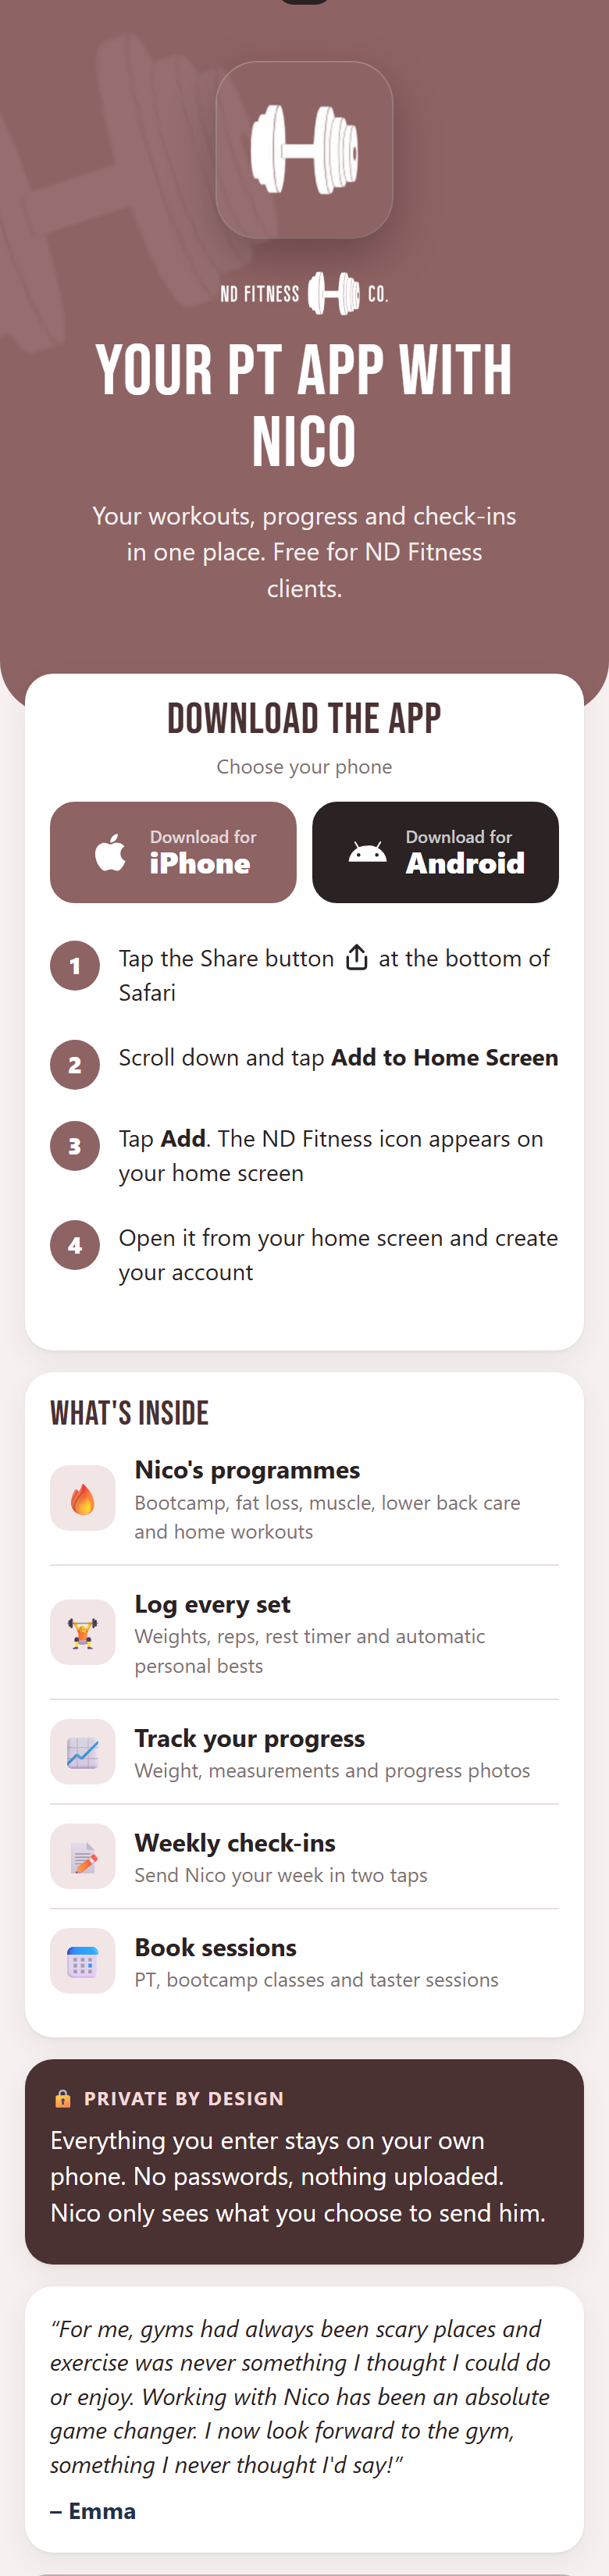 ND FITNESS CO.
YOUR PT APP WITH
NICO
Your workouts, progress and check-ins
in one place. Free for ND Fitness
clients.
DOWNLOAD THE APP
Choose your phone
Download for
iPhone
Download for
Android
1
Tap the Share button at the bottom of
Safari
2
Scroll down and tap Add to Home Screen
3
Tap Add. The ND Fitness icon appears on
your home screen
4
Open it from your home screen and create
your account
WHAT'S INSIDE
Nico's programmes
Bootcamp, fat loss, muscle, lower back care
and home workouts
Log every set
Weights, reps, rest timer and automatic
personal bests
Track your progress
Weight, measurements and progress photos
Weekly check-ins
Send Nico your week in two taps
Book sessions
PT, bootcamp classes and taster sessions
PRIVATE BY DESIGN
Everything you enter stays on your own
phone. No passwords, nothing uploaded.
Nico only sees what you choose to send him.
“For me, gyms had always been scary places and
exercise was never something I thought I could do
or enjoy. Working with Nico has been an absolute
game changer. I now look forward to the gym,
something I never thought I'd say!”
– Emma